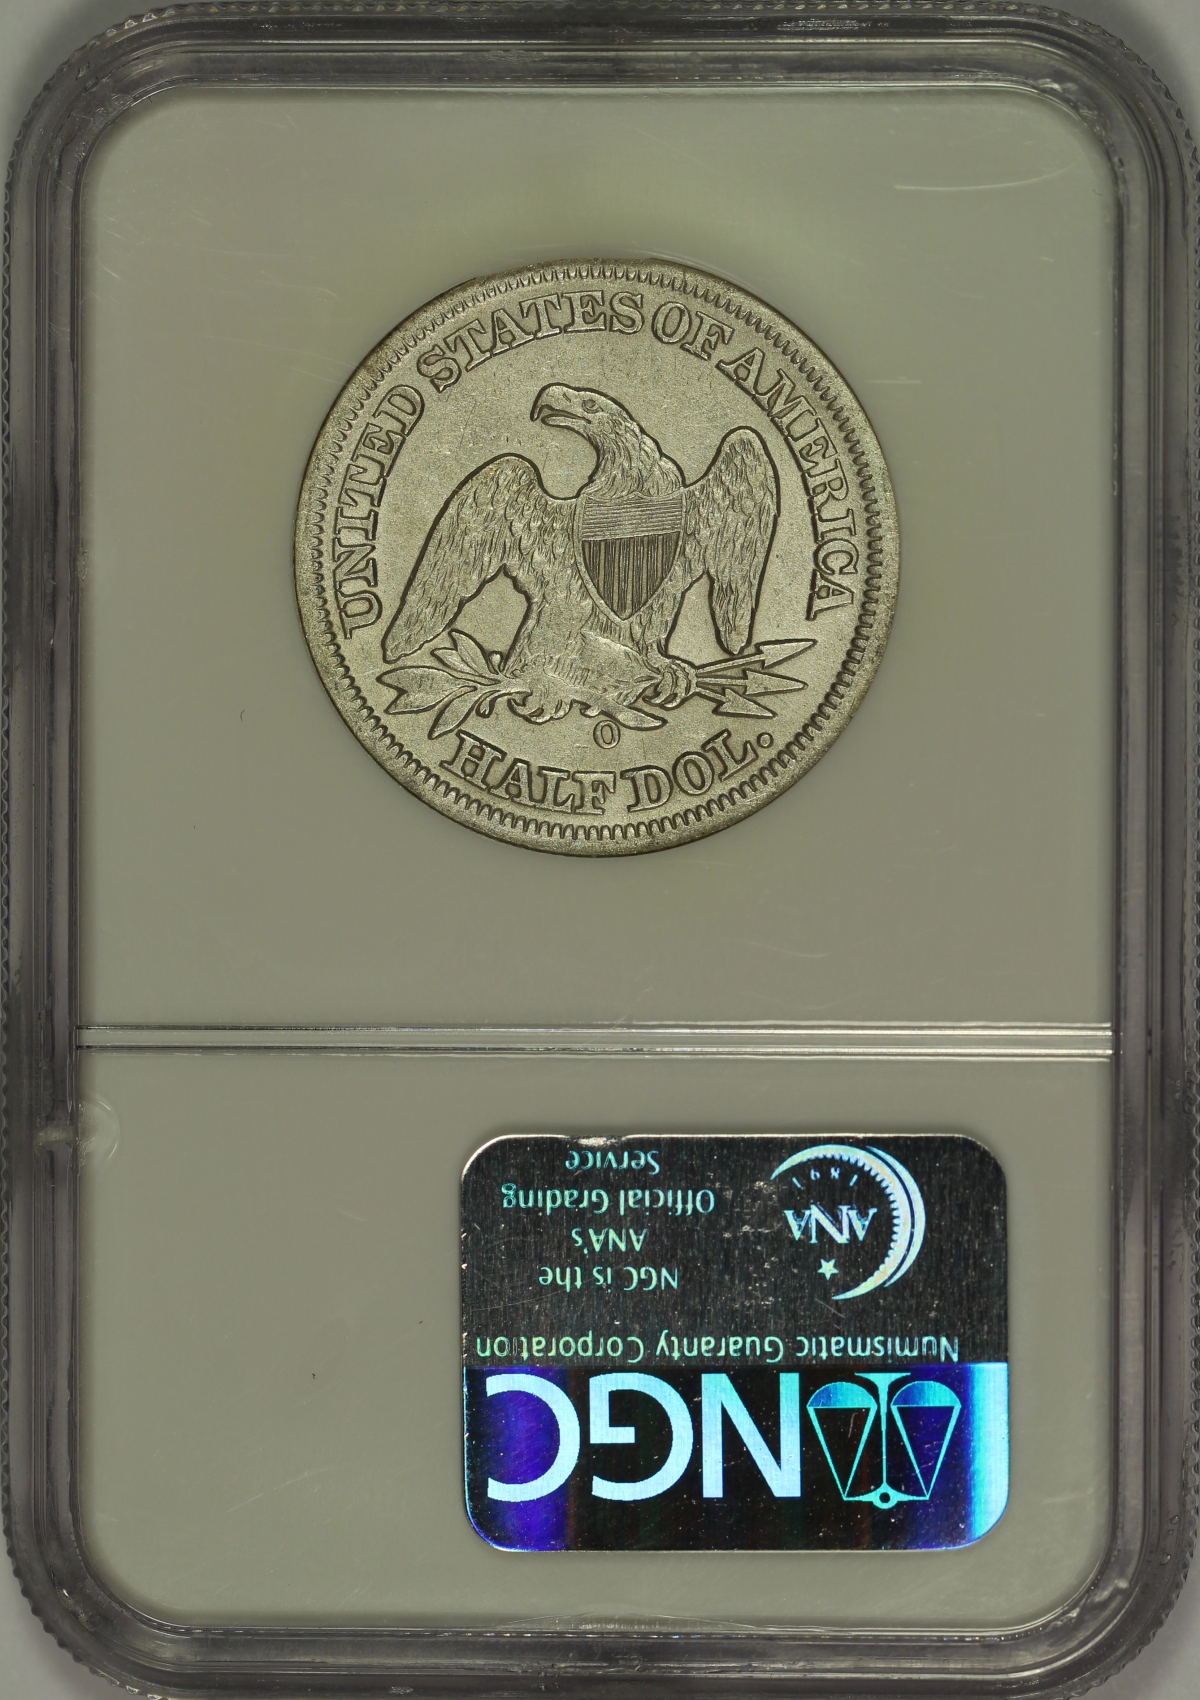 UNITED STATES OF AMERICA
O
HALF DOL.
NGC
Numismatic Guaranty Corporation
NGC is the
ANA's
Official Grading
Service
ANA
1891